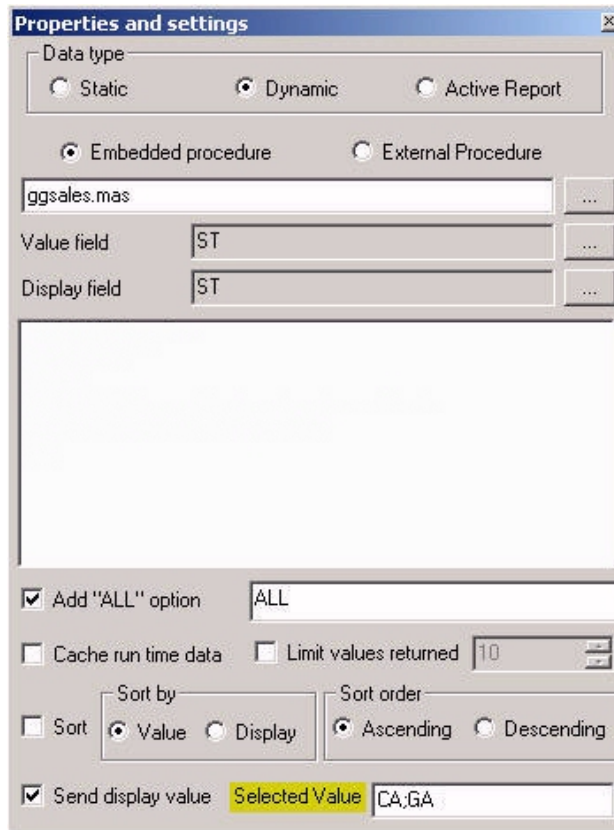 Properties and settings
Data type
Static Dynamic Active Report
Embedded procedure External Procedure
ggsales.mas ...
Value field ST ...
Display field ST ...
Add "ALL" option ALL
Cache run time data Limit values returned 10
Sort by Sort order
Sort Value Display Ascending Descending
Send display value Selected Value CA;GA